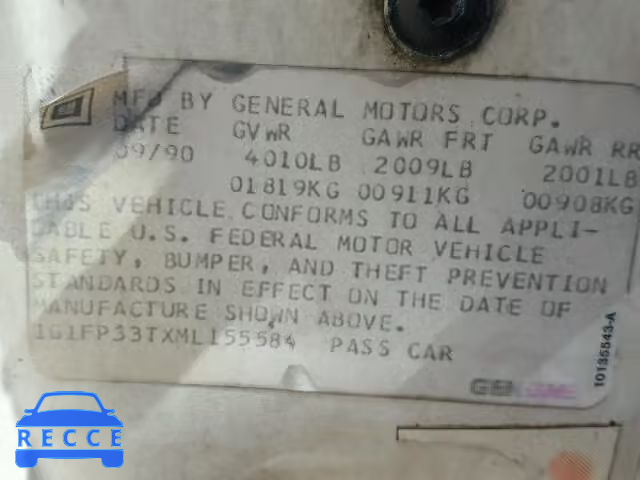 MFD BY GENERAL MOTORS CORP.
DATE GVWR GAWR FRT GAWR RR
09/90 4010LB 2009LB 2001LB
01819KG 00911KG 00908KG
THIS VEHICLE CONFORMS TO ALL APPLI-
CABLE U.S. FEDERAL MOTOR VEHICLE
SAFETY, BUMPER, AND THEFT PREVENTION
STANDARDS IN EFFECT ON THE DATE OF
MANUFACTURE SHOWN ABOVE.
1G1FP33TXML155584 PASS CAR
10135543-A
RECCE